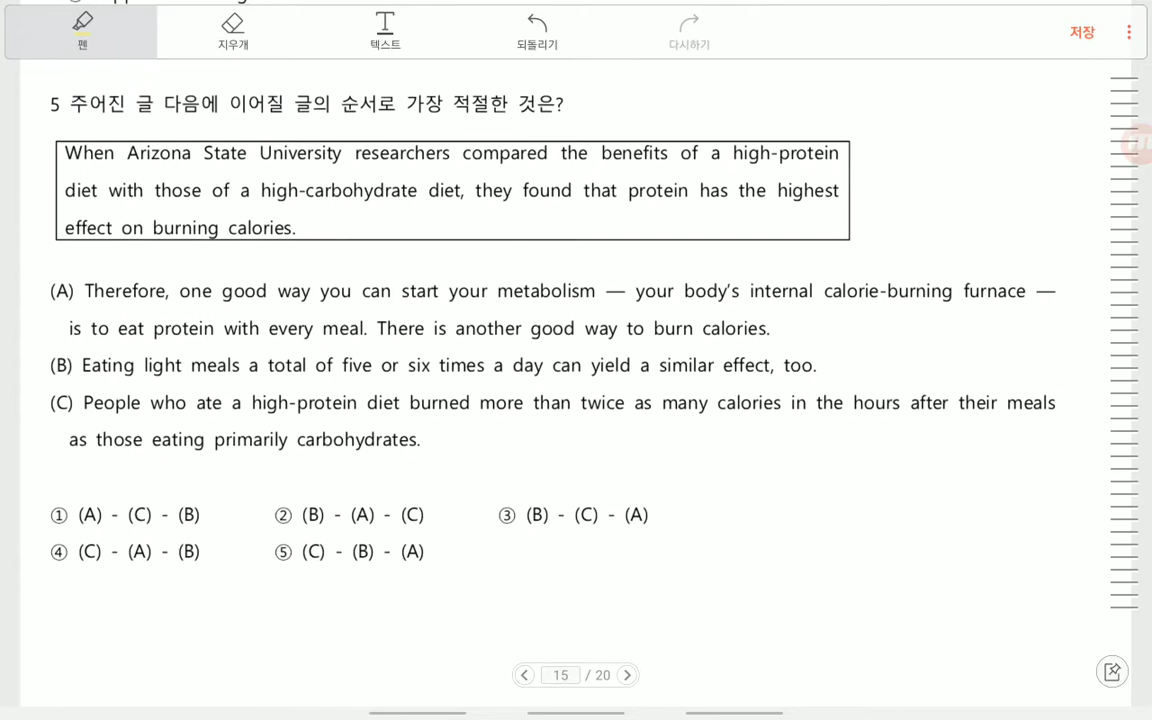 펜
지우개
텍스트
되돌리기
다시하기
저장
5 주어진 글 다음에 이어질 글의 순서로 가장 적절한 것은?
When Arizona State University researchers compared the benefits of a high-protein
diet with those of a high-carbohydrate diet, they found that protein has the highest
effect on burning calories.
(A) Therefore, one good way you can start your metabolism — your body's internal calorie-burning furnace —
is to eat protein with every meal. There is another good way to burn calories.
(B) Eating light meals a total of five or six times a day can yield a similar effect, too.
(C) People who ate a high-protein diet burned more than twice as many calories in the hours after their meals
as those eating primarily carbohydrates.
① (A) - (C) - (B) ② (B) - (A) - (C) ③ (B) - (C) - (A)
④ (C) - (A) - (B) ⑤ (C) - (B) - (A)
15 / 20